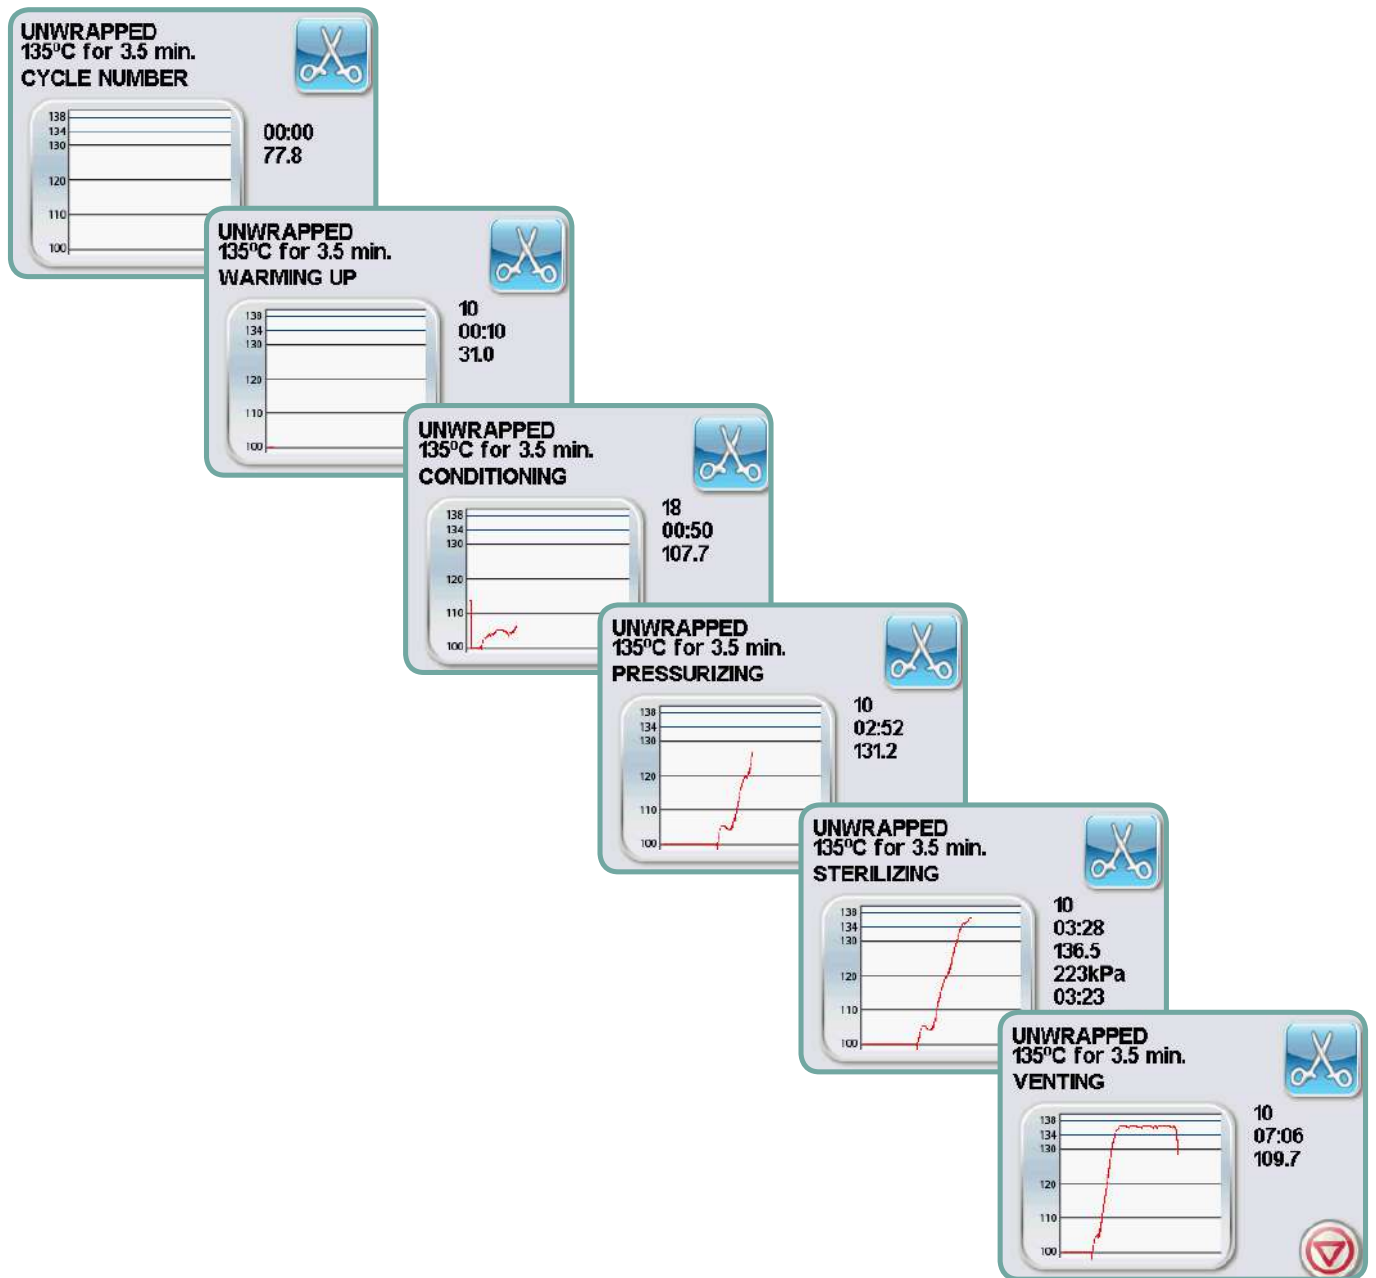 UNWRAPPED
135ºC for 3.5 min.
CYCLE NUMBER
138
134
130
120
110
100
00:00
77.8
UNWRAPPED
135ºC for 3.5 min.
WARMING UP
138
134
130
120
110
100
10
00:10
31.0
UNWRAPPED
135ºC for 3.5 min.
CONDITIONING
138
134
130
120
110
100
18
00:50
107.7
UNWRAPPED
135ºC for 3.5 min.
PRESSURIZING
138
134
130
120
110
100
10
02:52
131.2
UNWRAPPED
135ºC for 3.5 min.
STERILIZING
138
134
130
120
110
100
10
03:28
136.5
223kPa
03:23
UNWRAPPED
135ºC for 3.5 min.
VENTING
138
134
130
120
110
100
10
07:06
109.7